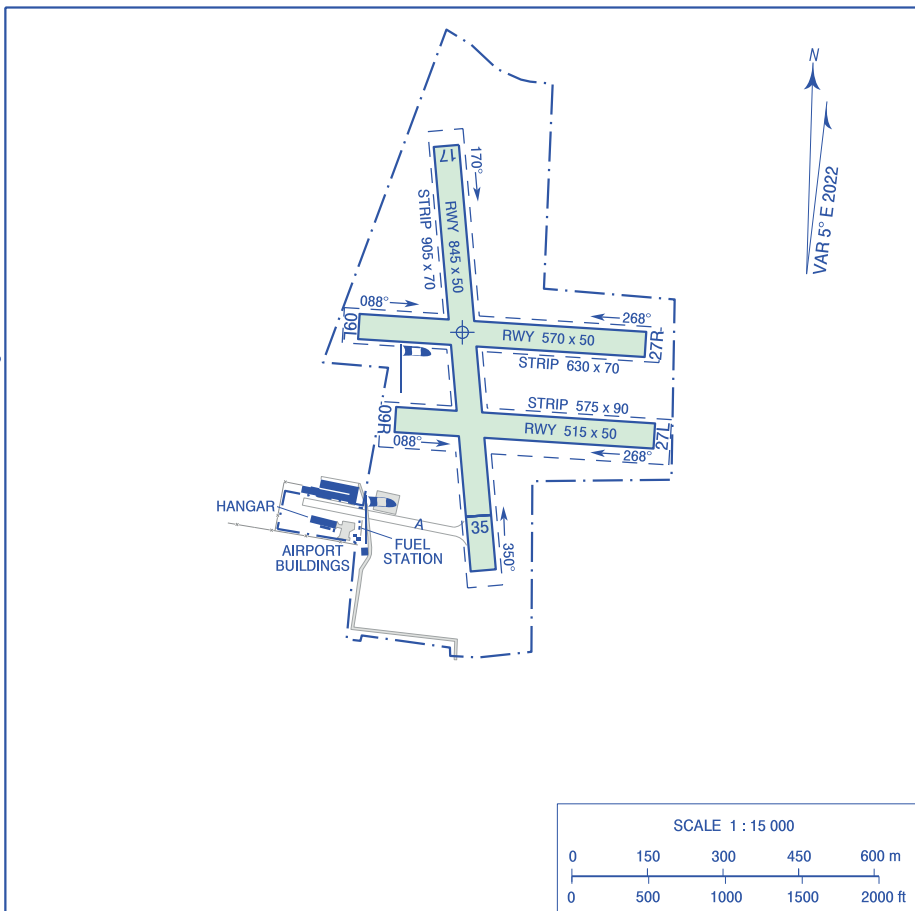 N
VAR 5° E 2022
17
170°
RWY 845 x 50
STRIP 905 x 70
088°
09L
268°
27R
RWY 570 x 50
STRIP 630 x 70
STRIP 575 x 90
09R
RWY 515 x 50
27L
088°
268°
HANGAR
A
35
350°
AIRPORT
BUILDINGS
FUEL
STATION
SCALE 1 : 15 000
0 150 300 450 600 m
0 500 1000 1500 2000 ft